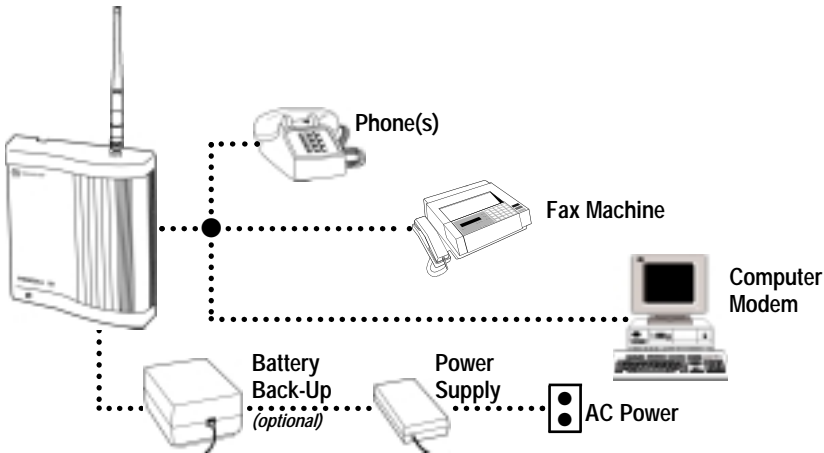 Phone(s)
Fax Machine
Computer
Modem
Battery
Back-Up
(optional)
Power
Supply
AC Power